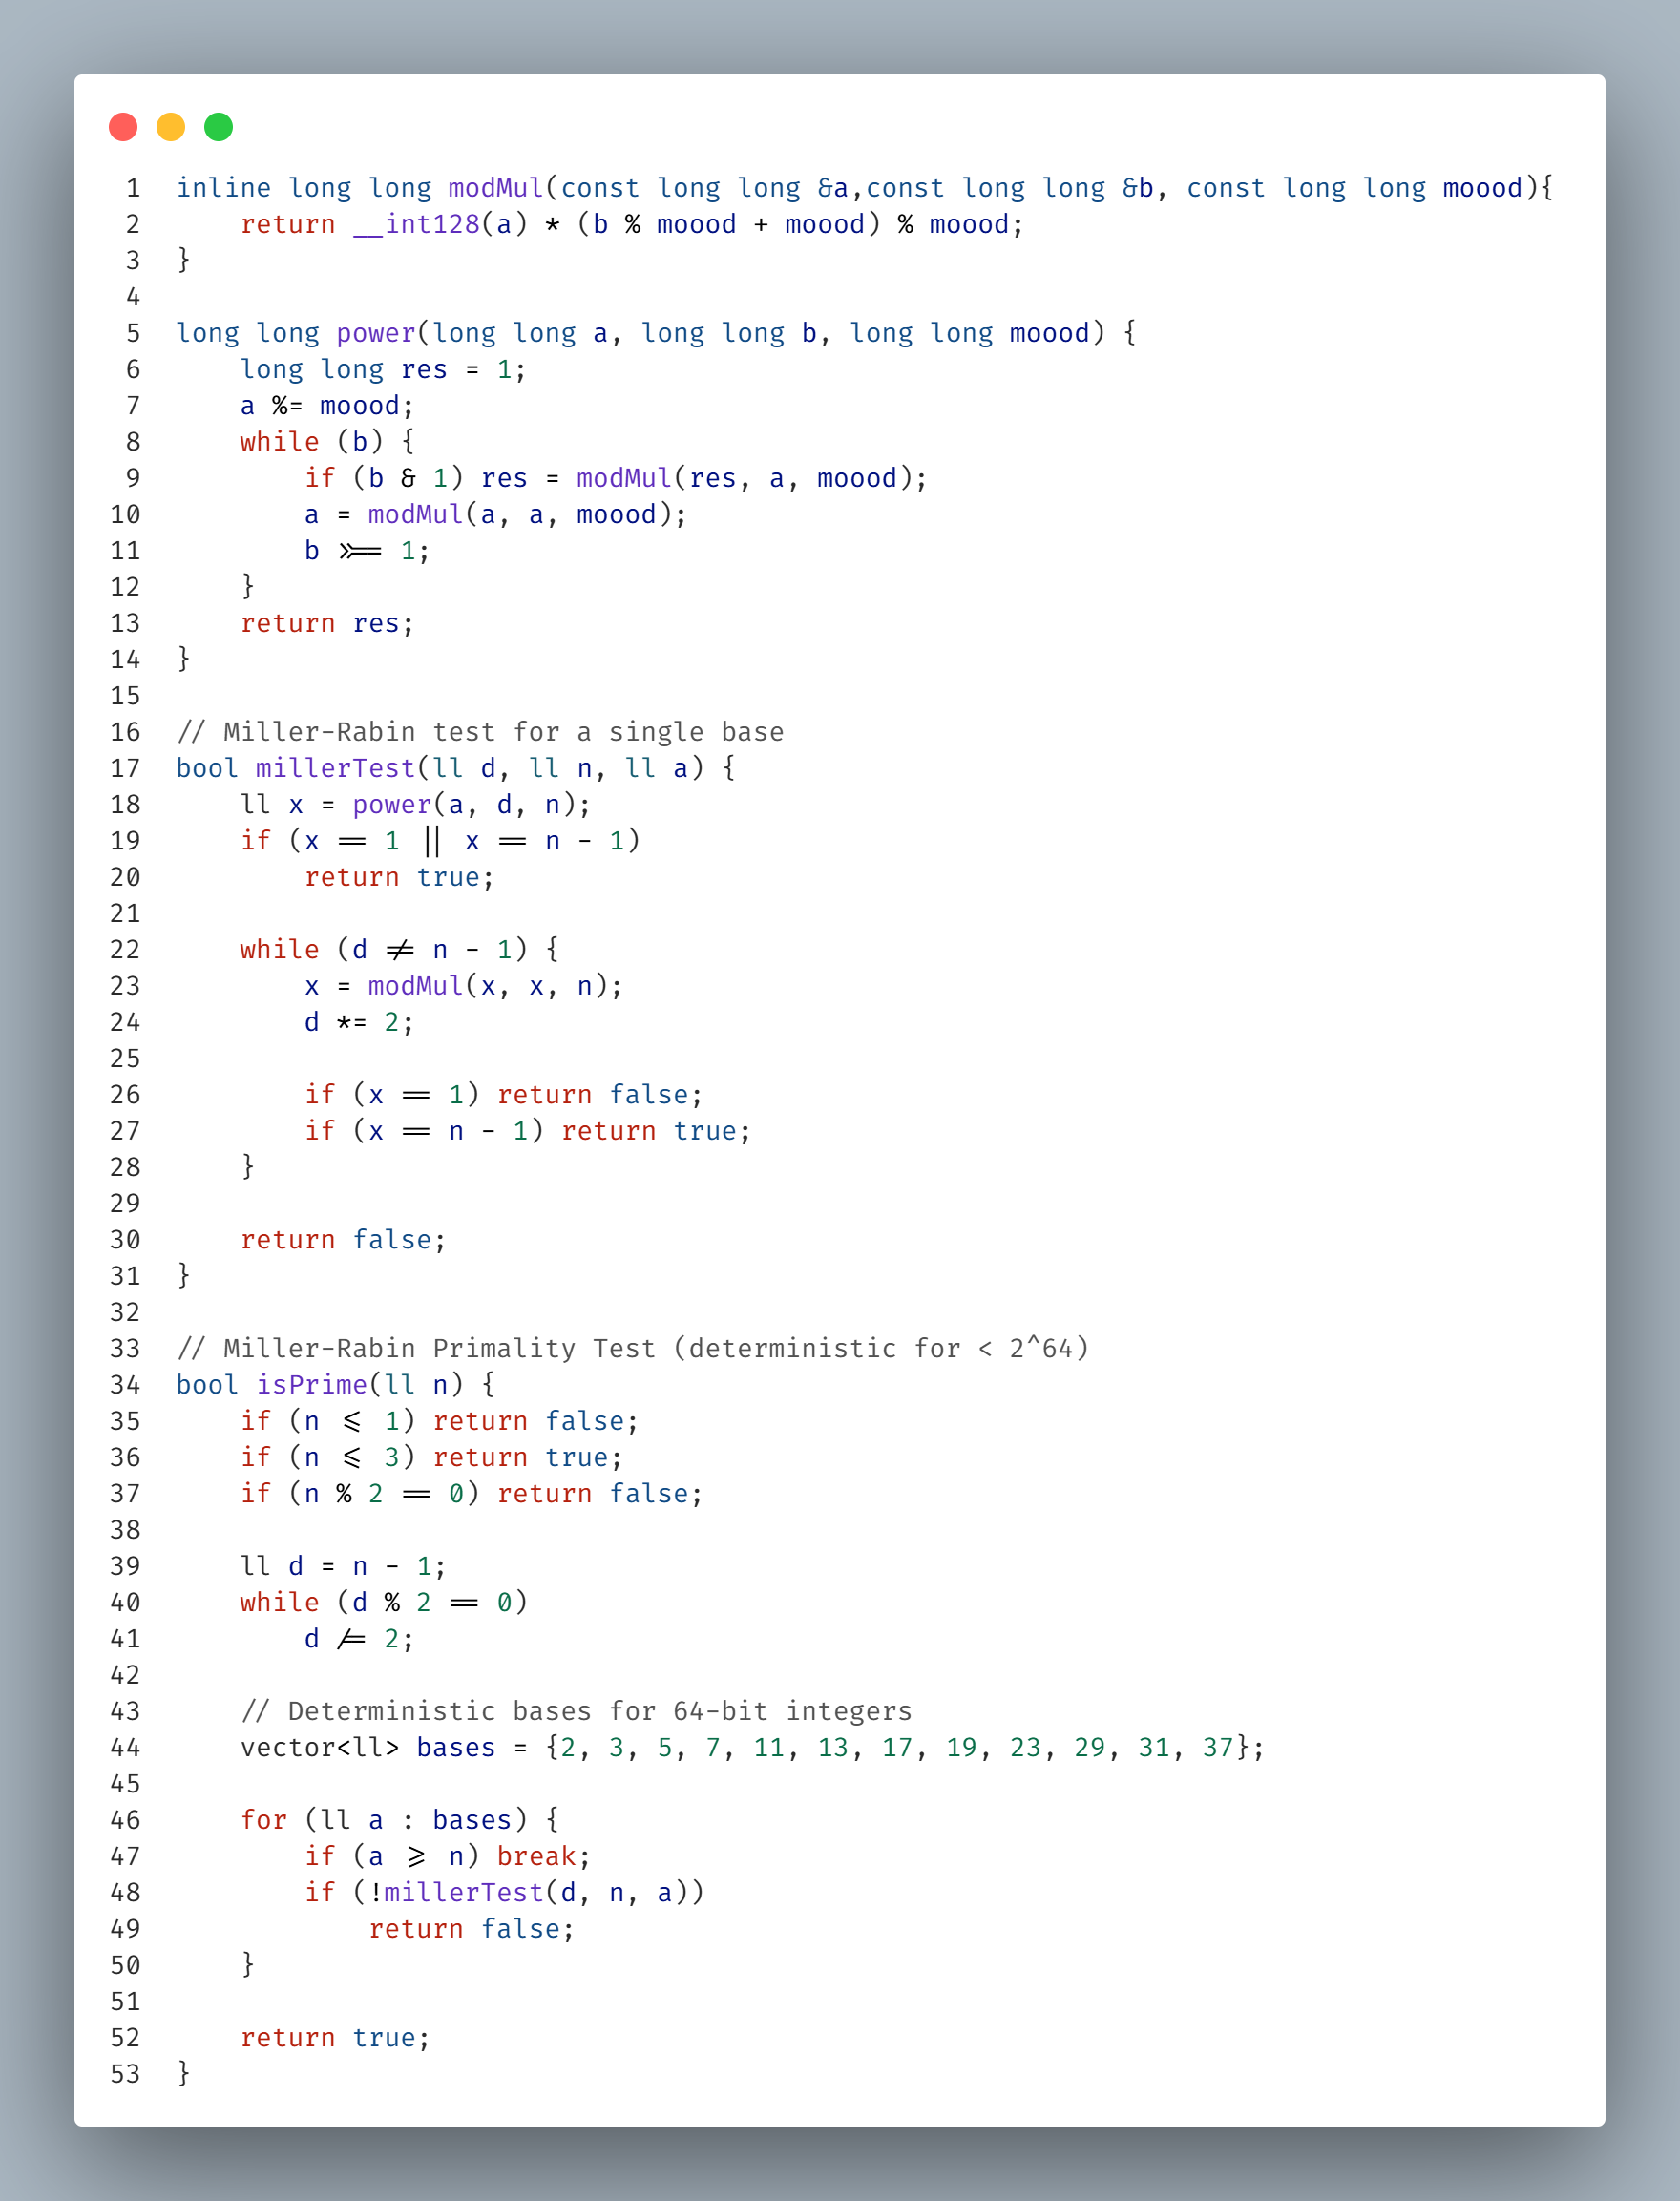 1 inline long long modMul(const long long &a,const long long &b, const long long moood){
2     return __int128(a) * (b % moood + moood) % moood;
3 }
4
5 long long power(long long a, long long b, long long moood) {
6     long long res = 1;
7     a %= moood;
8     while (b) {
9         if (b & 1) res = modMul(res, a, moood);
10         a = modMul(a, a, moood);
11         b >>= 1;
12     }
13     return res;
14 }
15
16 // Miller-Rabin test for a single base
17 bool millerTest(ll d, ll n, ll a) {
18     ll x = power(a, d, n);
19     if (x == 1 || x == n - 1)
20         return true;
21
22     while (d != n - 1) {
23         x = modMul(x, x, n);
24         d *= 2;
25
26         if (x == 1) return false;
27         if (x == n - 1) return true;
28     }
29
30     return false;
31 }
32
33 // Miller-Rabin Primality Test (deterministic for < 2^64)
34 bool isPrime(ll n) {
35     if (n <= 1) return false;
36     if (n <= 3) return true;
37     if (n % 2 == 0) return false;
38
39     ll d = n - 1;
40     while (d % 2 == 0)
41         d /= 2;
42
43     // Deterministic bases for 64-bit integers
44     vector<ll> bases = {2, 3, 5, 7, 11, 13, 17, 19, 23, 29, 31, 37};
45
46     for (ll a : bases) {
47         if (a >= n) break;
48         if (!millerTest(d, n, a))
49             return false;
50     }
51
52     return true;
53 }